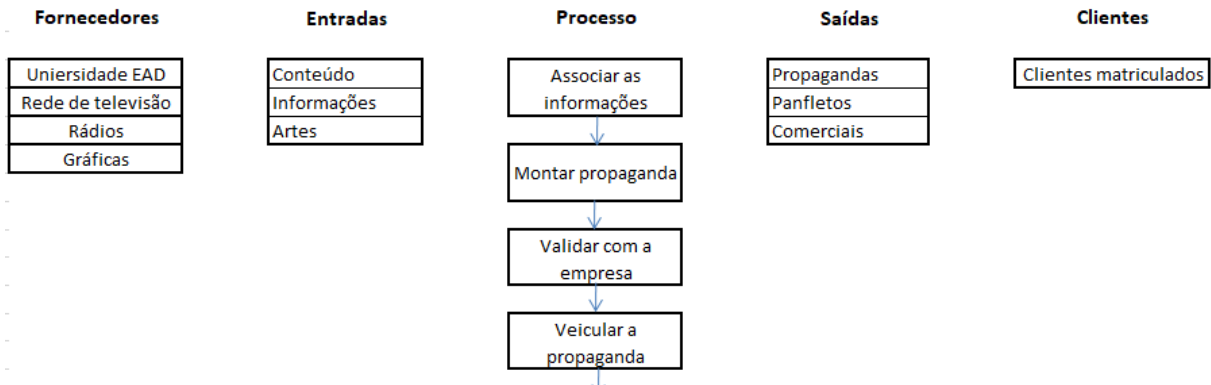 Fornecedores
Entradas
Processo
Saídas
Clientes
Uniersidade EAD
Rede de televisão
Rádios
Gráficas
Conteúdo
Informações
Artes
Associar as
informações
Montar propaganda
Validar com a
empresa
Veicular a
propaganda
Propagandas
Panfletos
Comerciais
Clientes matriculados